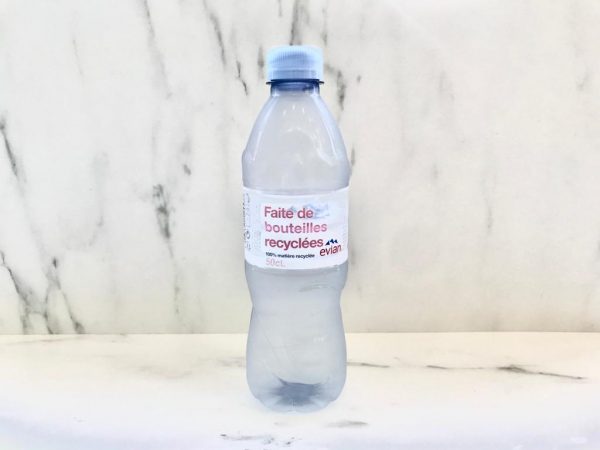 Faite de
bouteilles
recyclées
evian
100% matière recyclée
50cL